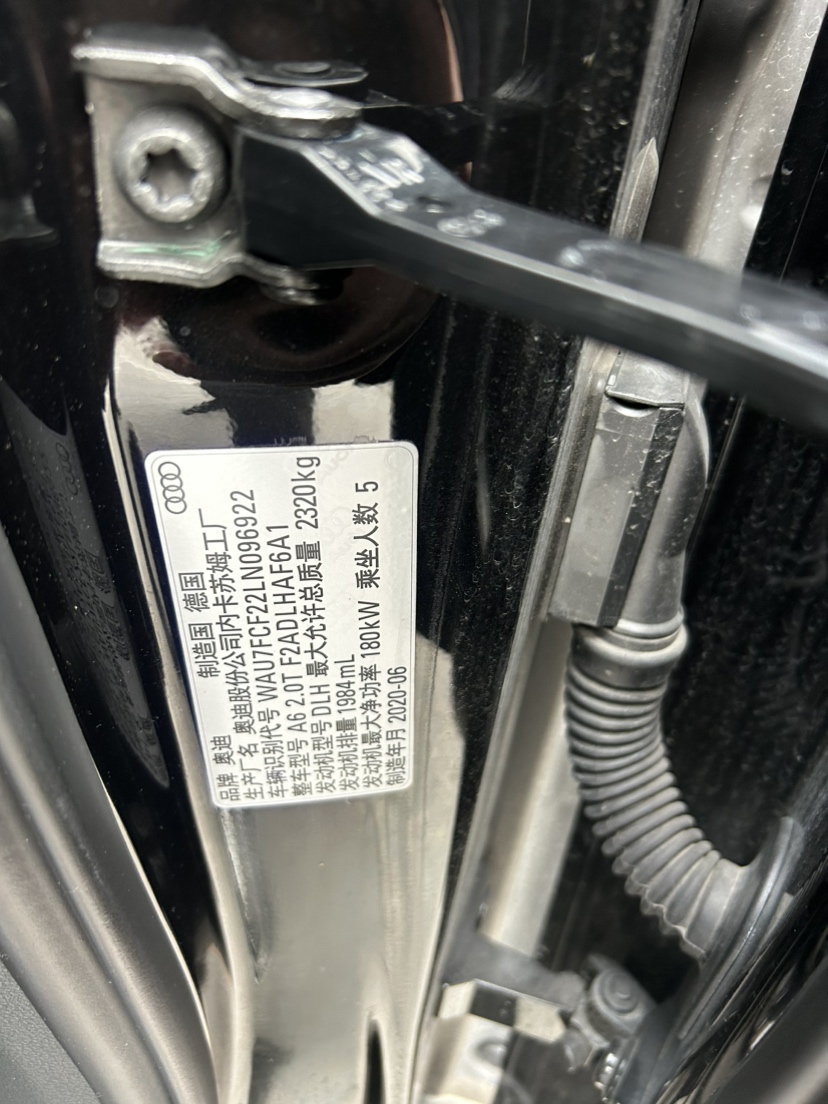 品牌 奥迪 制造国 德国
生产厂名 奥迪股份公司内卡苏姆工厂
车辆识别代号 WAU7FCF22LN096922
整车型号 A6 2.0T F2ADLHAF6A1
发动机型号 DLH 最大允许总质量 2320kg
发动机排量 1984mL
发动机最大净功率 180kW 乘坐人数 5
制造年月 2020-06